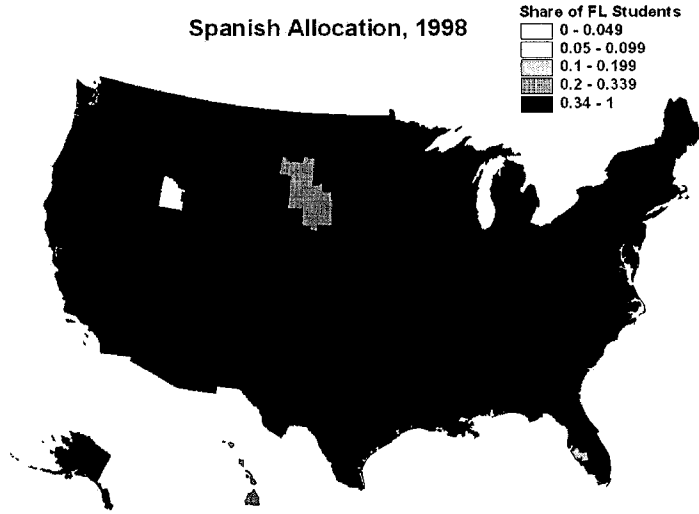 Spanish Allocation, 1998
Share of FL Students
0 - 0.049
0.05 - 0.099
0.1 - 0.199
0.2 - 0.339
0.34 - 1